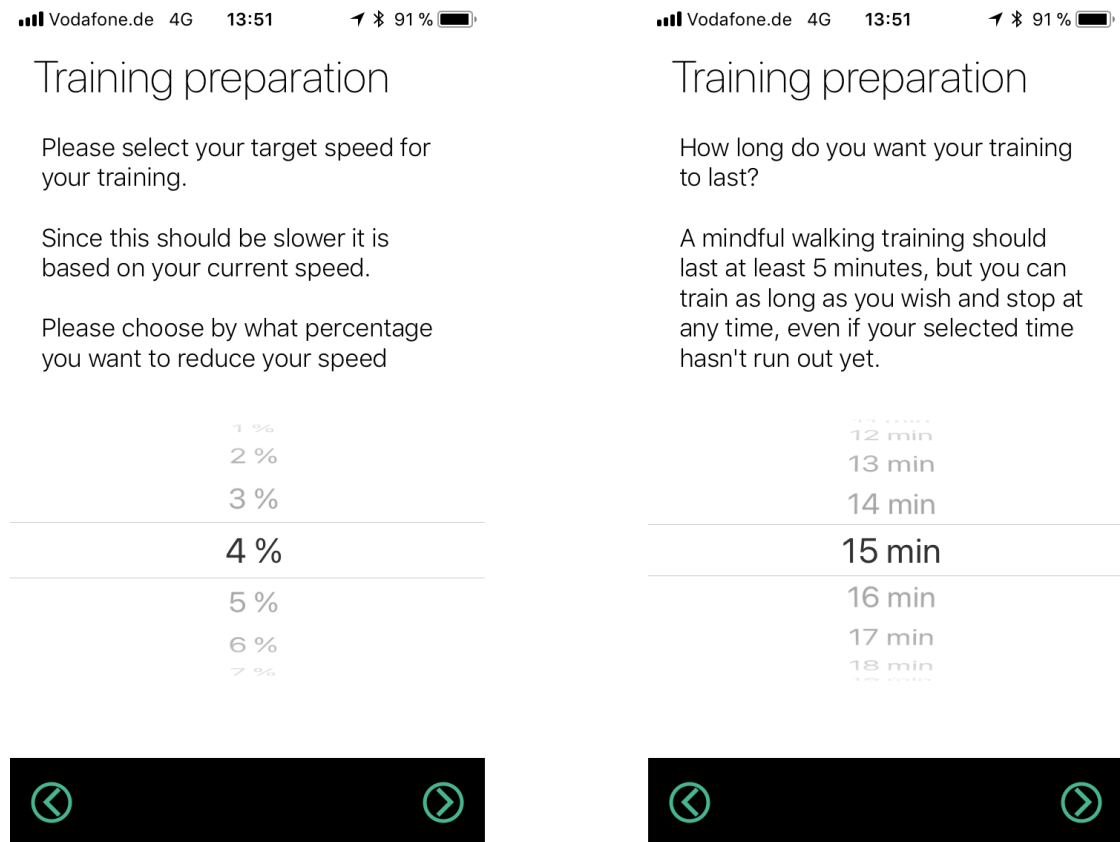 Vodafone.de 4G 13:51 91 %
Training preparation
Please select your target speed for
your training.
Since this should be slower it is
based on your current speed.
Please choose by what percentage
you want to reduce your speed
1 %
2 %
3 %
4 %
5 %
6 %
7 %
Vodafone.de 4G 13:51 91 %
Training preparation
How long do you want your training
to last?
A mindful walking training should
last at least 5 minutes, but you can
train as long as you wish and stop at
any time, even if your selected time
hasn't run out yet.
12 min
13 min
14 min
15 min
16 min
17 min
18 min